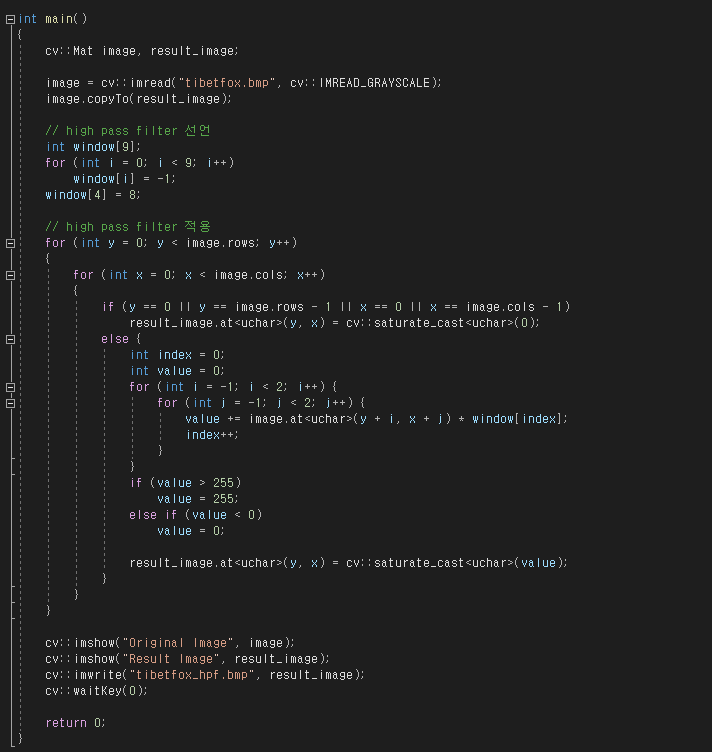 int main()
{
    cv::Mat image, result_image;

    image = cv::imread("tibetfox.bmp", cv::IMREAD_GRAYSCALE);
    image.copyTo(result_image);

    // high pass filter 선언
    int window[9];
    for (int i = 0; i < 9; i++)
        window[i] = -1;
    window[4] = 8;

    // high pass filter 적용
    for (int y = 0; y < image.rows; y++)
    {
        for (int x = 0; x < image.cols; x++)
        {
            if (y == 0 || y == image.rows - 1 || x == 0 || x == image.cols - 1)
                result_image.at<uchar>(y, x) = cv::saturate_cast<uchar>(0);
            else {
                int index = 0;
                int value = 0;
                for (int i = -1; i < 2; i++) {
                    for (int j = -1; j < 2; j++) {
                        value += image.at<uchar>(y + i, x + j) * window[index];
                        index++;
                    }
                }
                if (value > 255)
                    value = 255;
                else if (value < 0)
                    value = 0;

                result_image.at<uchar>(y, x) = cv::saturate_cast<uchar>(value);
            }
        }
    }

    cv::imshow("Original Image", image);
    cv::imshow("Result Image", result_image);
    cv::imwrite("tibetfox_hpf.bmp", result_image);
    cv::waitKey(0);

    return 0;
}